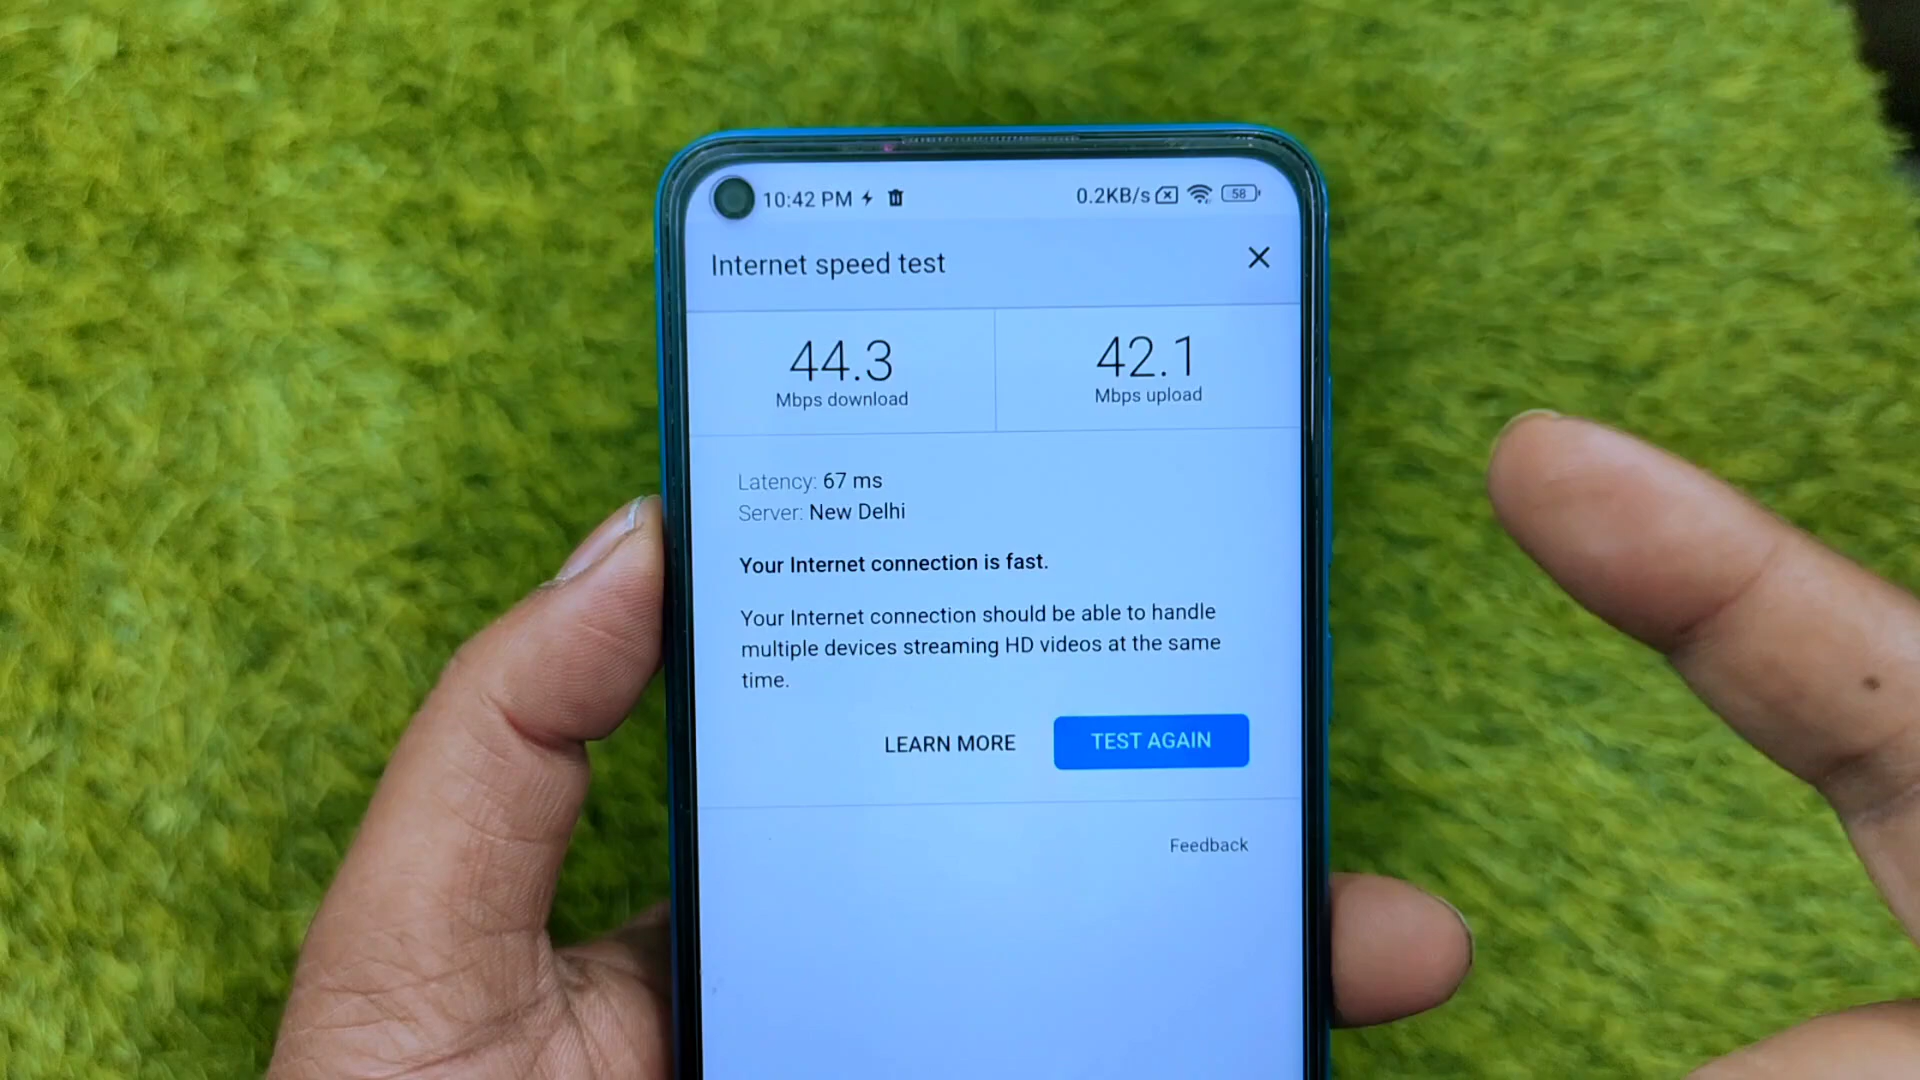 10:42 PM 0.2KB/s 58
Internet speed test
44.3 42.1
Mbps download Mbps upload
Latency: 67 ms
Server: New Delhi
Your Internet connection is fast.
Your Internet connection should be able to handle
multiple devices streaming HD videos at the same
time.
LEARN MORE TEST AGAIN
Feedback